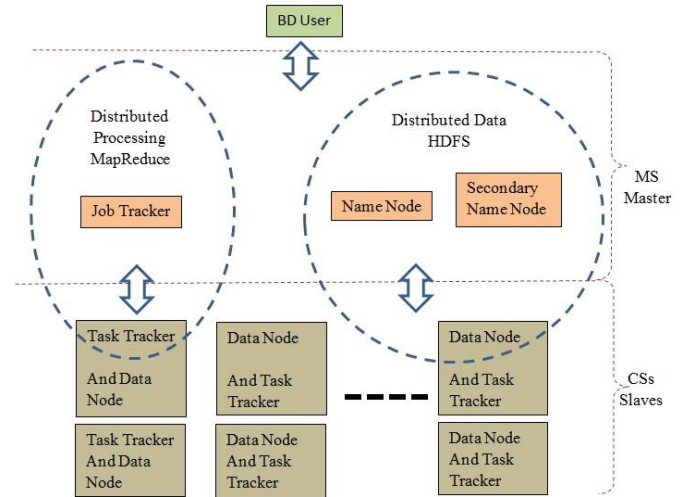 BD User
Distributed
Processing
MapReduce
Distributed Data
HDFS
Job Tracker
Name Node
Secondary
Name Node
MS
Master
Task Tracker
And Data
Node
Data Node
And Task
Tracker
Data Node
And Task
Tracker
CSs
Slaves
Task Tracker
And Data
Node
Data Node
And Task
Tracker
Data Node
And Task
Tracker